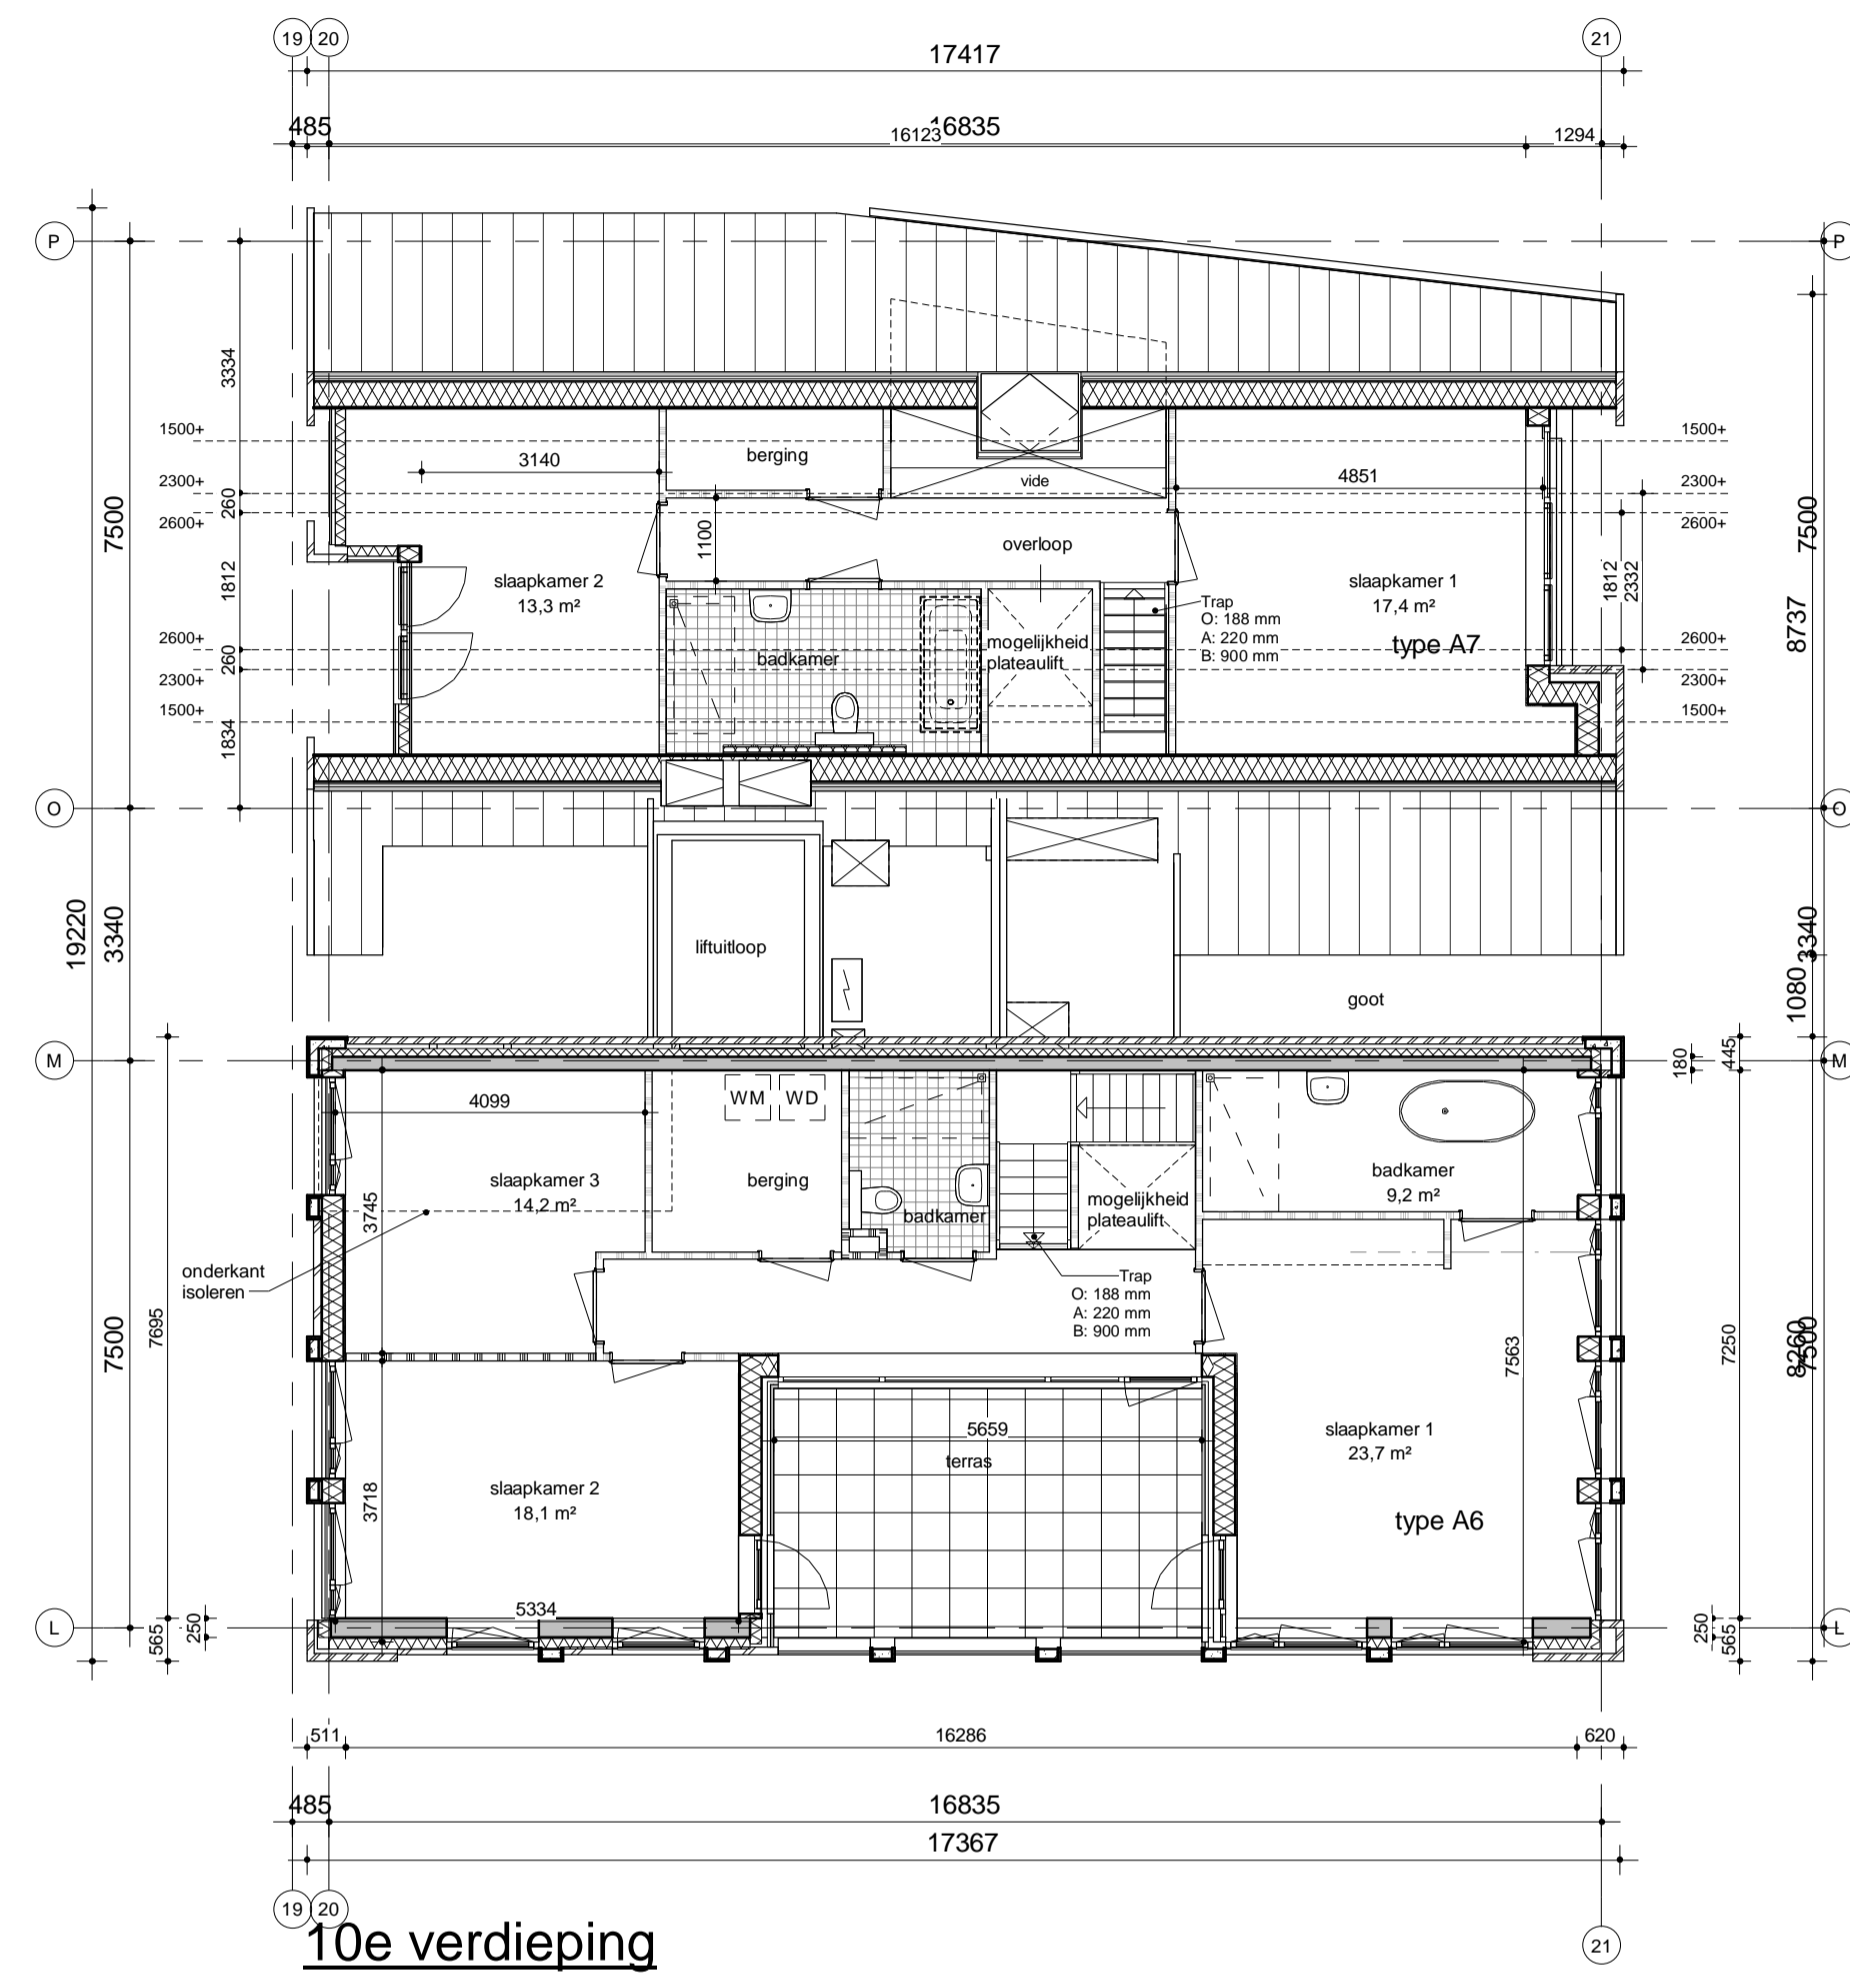 19
20
21
17417
485
16835
16123
1294
P
P
3334
1500+
1500+
3140
berging
vide
4851
2300+
2300+
260
2600+
2600+
7500
7500
1100
overloop
slaapkamer 2
13,3 m²
slaapkamer 1
17,4 m²
1812
1812
2332
Trap
O: 188 mm
A: 220 mm
B: 900 mm
8737
2600+
2600+
260
badkamer
mogelijkheid
plateaulift
type A7
2300+
2300+
1500+
1500+
1834
O
O
19220
3340
3340
liftuitloop
1080
goot
M
M
180
445
4099
WM
WD
slaapkamer 3
14,2 m²
3745
berging
badkamer
mogelijkheid
plateaulift
badkamer
9,2 m²
onderkant
isoleren
Trap
O: 188 mm
A: 220 mm
B: 900 mm
7500
7695
7563
7250
8260
7500
5659
terras
slaapkamer 1
23,7 m²
slaapkamer 2
18,1 m²
3718
type A6
5334
L
L
565
250
250
565
511
16286
620
485
16835
17367
19
20
21
10e verdieping